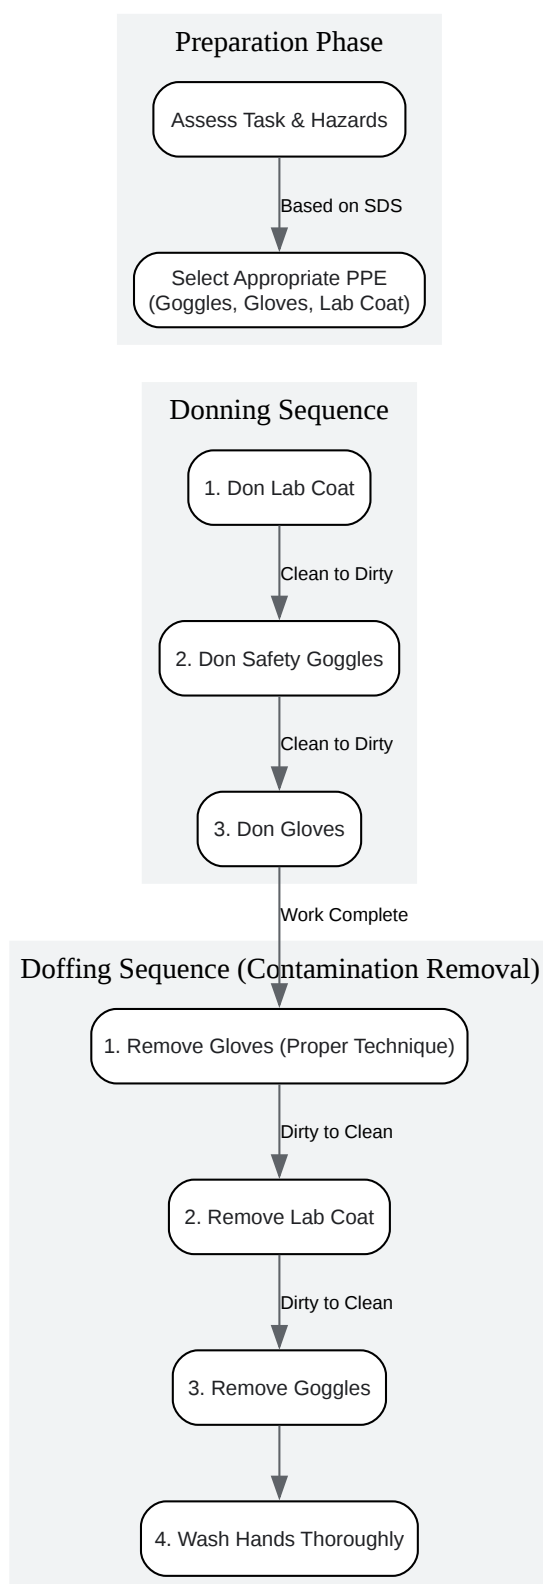 Preparation Phase
Assess Task & Hazards
Based on SDS
Select Appropriate PPE
(Goggles, Gloves, Lab Coat)
Donning Sequence
1. Don Lab Coat
Clean to Dirty
2. Don Safety Goggles
Clean to Dirty
3. Don Gloves
Work Complete
Doffing Sequence (Contamination Removal)
1. Remove Gloves (Proper Technique)
Dirty to Clean
2. Remove Lab Coat
Dirty to Clean
3. Remove Goggles
4. Wash Hands Thoroughly